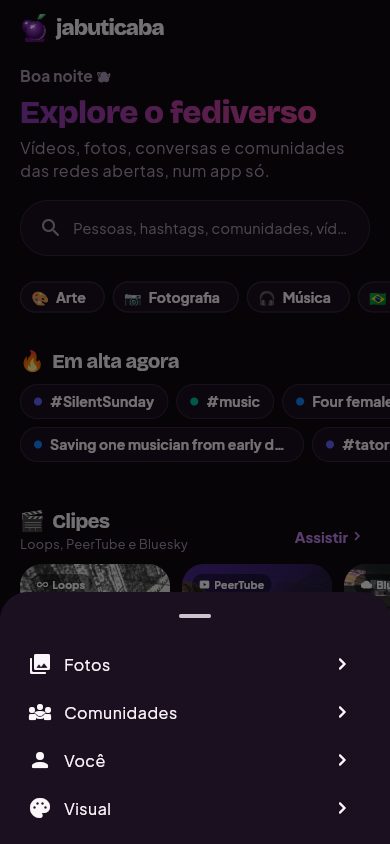 jabuticaba
Boa noite
Explore o fediverso
Vídeos, fotos, conversas e comunidades
das redes abertas, num app só.
Pessoas, hashtags, comunidades, víd…
Arte
Fotografia
Música
Em alta agora
#SilentSunday
#music
Four female
Saving one musician from early d…
#tator
Clipes
Loops, PeerTube e Bluesky
Assistir
Loops
PeerTube
Blu
Fotos
Comunidades
Você
Visual